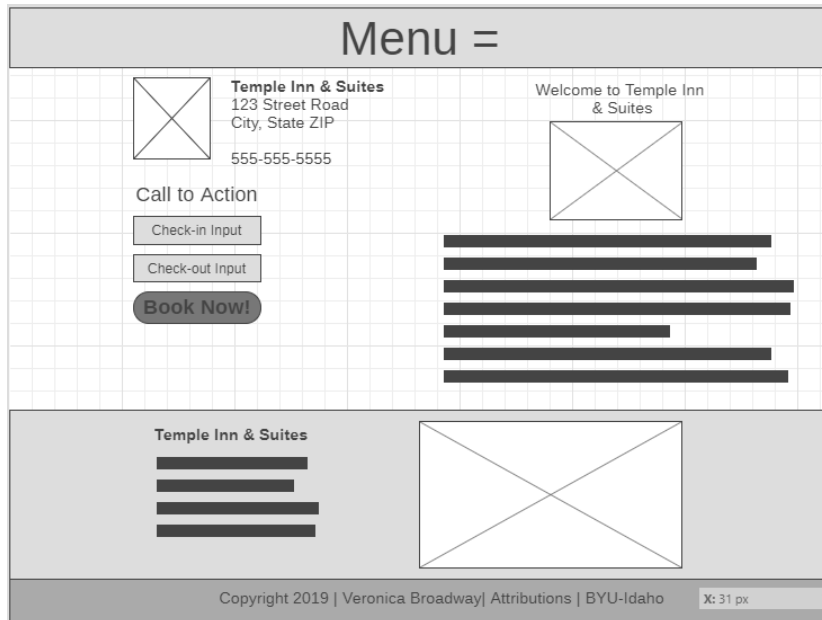 Menu =
Temple Inn & Suites
123 Street Road
City, State ZIP
555-555-5555
Call to Action
Check-in Input
Check-out Input
Book Now!
Welcome to Temple Inn
& Suites
Temple Inn & Suites
Copyright 2019 | Veronica Broadway| Attributions | BYU-Idaho
X: 31 px